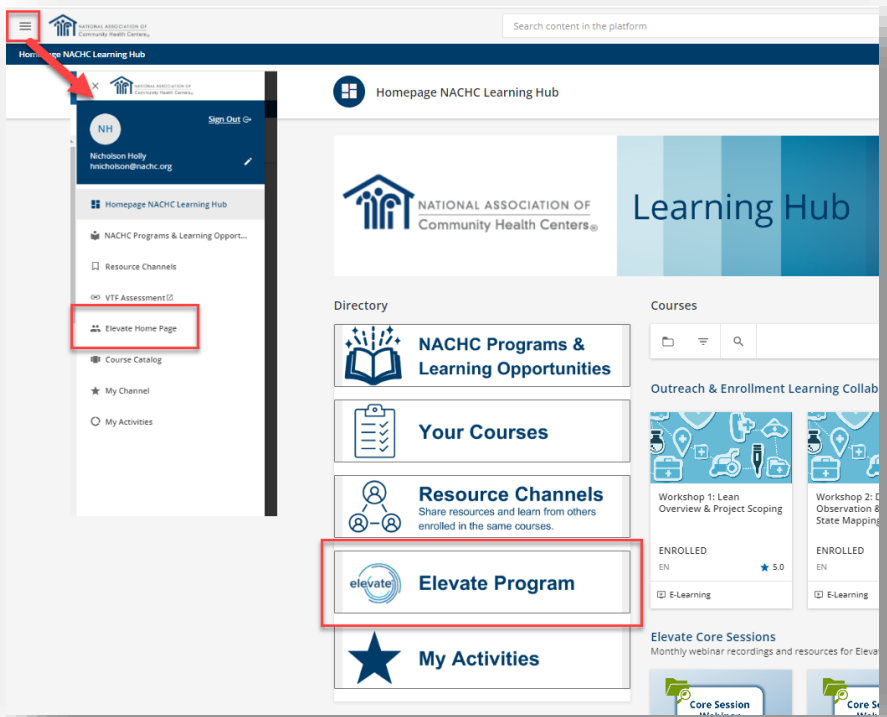 NATIONAL ASSOCIATION OF
Community Health Centers®
Search content in the platform
Homepage NACHC Learning Hub
NATIONAL ASSOCIATION OF
Community Health Centers®
NH
Sign Out
Nicholson Holly
hnicholson@nachc.org
Homepage NACHC Learning Hub
NACHC Programs & Learning Opport...
Resource Channels
VTF Assessment
Elevate Home Page
Course Catalog
My Channel
My Activities
Homepage NACHC Learning Hub
NATIONAL ASSOCIATION OF
Community Health Centers®
Learning Hub
Directory
NACHC Programs &
Learning Opportunities
Your Courses
Resource Channels
Share resources and learn from others
enrolled in the same courses.
elevate
Elevate Program
My Activities
Courses
Outreach & Enrollment Learning Collab
Workshop 1: Lean
Overview & Project Scoping
ENROLLED
EN
5.0
E-Learning
Workshop 2: D
Observation &
State Mapping
ENROLLED
EN
E-Learning
Elevate Core Sessions
Monthly webinar recordings and resources for Eleva
Core Session
Webinar
Core Se